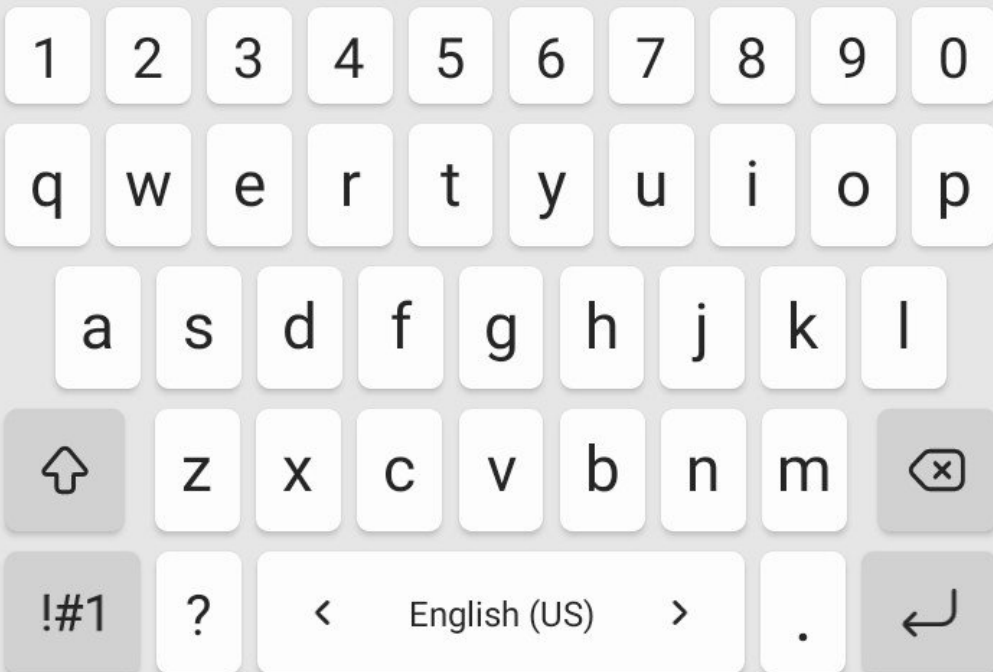 1 2 3 4 5 6 7 8 9 0
q w e r t y u i o p
a s d f g h j k l
z x c v b n m
!#1 ? < English (US) > .